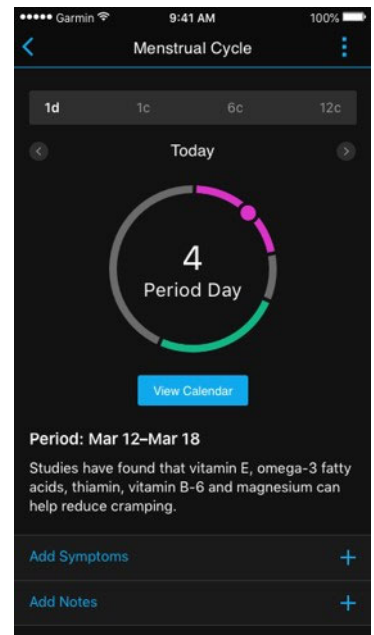 Garmin 9:41 AM 100%
Menstrual Cycle
1d 1c 6c 12c
Today
4
Period Day
View Calendar
Period: Mar 12–Mar 18
Studies have found that vitamin E, omega-3 fatty
acids, thiamin, vitamin B-6 and magnesium can
help reduce cramping.
Add Symptoms +
Add Notes +